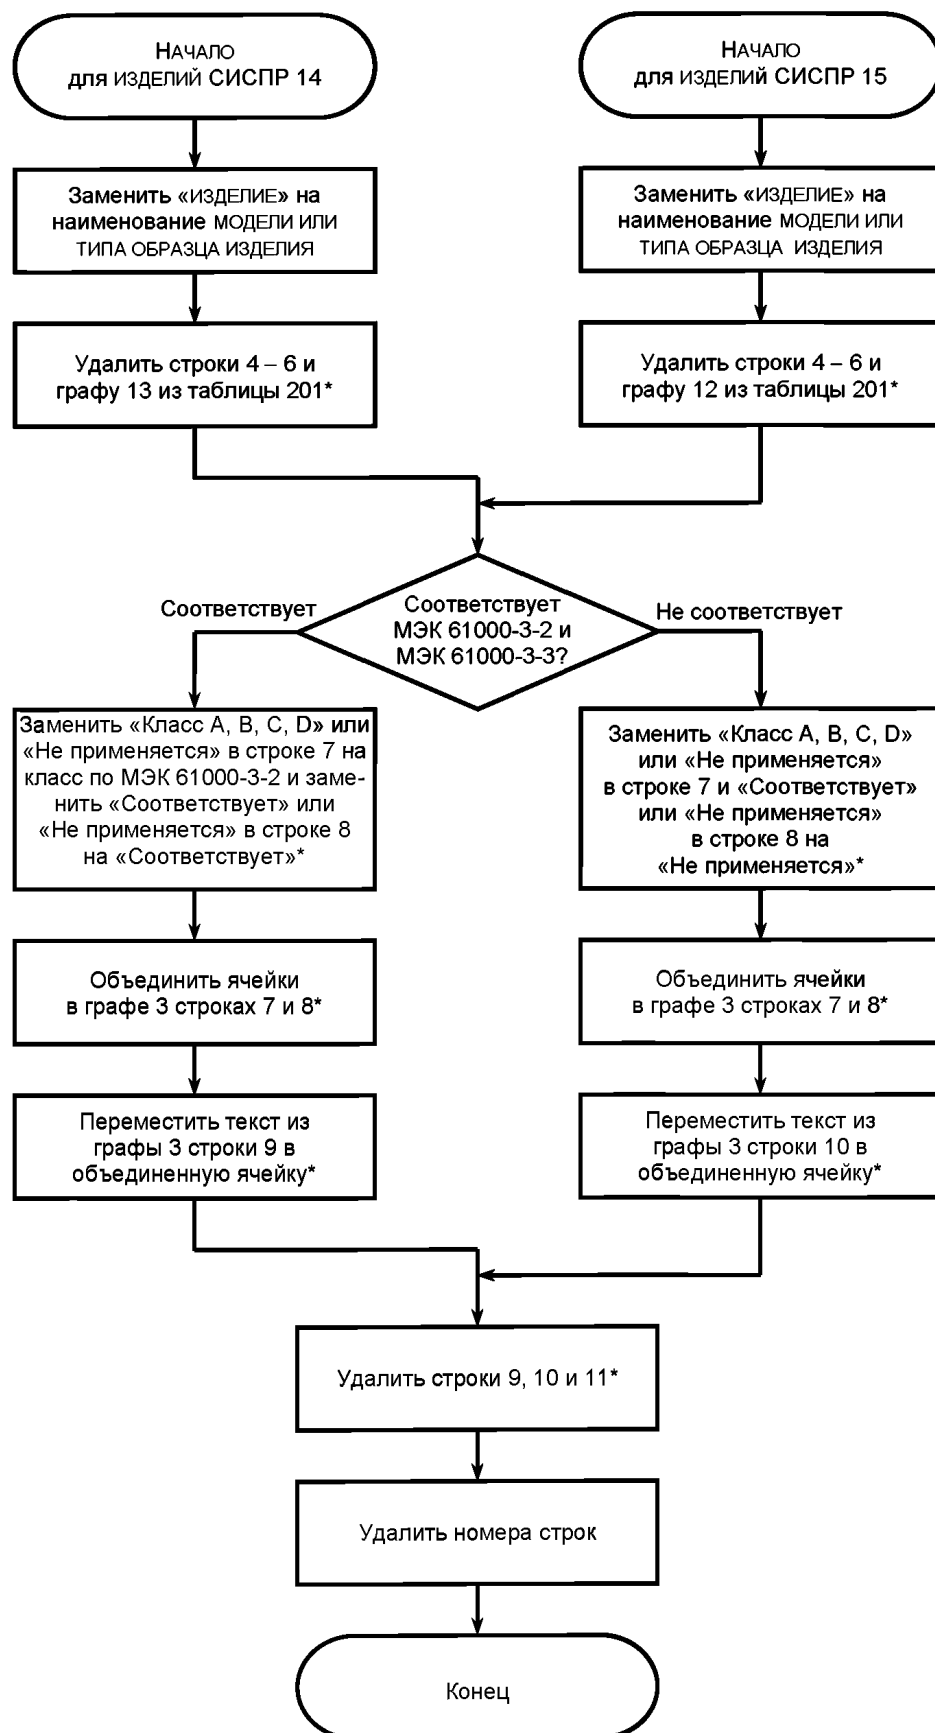 НАЧАЛО
для ИЗДЕЛИЙ СИСПР 14
НАЧАЛО
для ИЗДЕЛИЙ СИСПР 15
Заменить «ИЗДЕЛИЕ» на
наименование МОДЕЛИ ИЛИ
ТИПА ОБРАЗЦА ИЗДЕЛИЯ
Заменить «ИЗДЕЛИЕ» на
наименование МОДЕЛИ ИЛИ
ТИПА ОБРАЗЦА ИЗДЕЛИЯ
Удалить строки 4 – 6 и
графу 13 из таблицы 201*
Удалить строки 4 – 6 и
графу 12 из таблицы 201*
Соответствует
МЭК 61000-3-2 и
МЭК 61000-3-3?
Соответствует
Не соответствует
Заменить «Класс А, В, С, D» или
«Не применяется» в строке 7 на
класс по МЭК 61000-3-2 и заме-
нить «Соответствует» или
«Не применяется» в строке 8
на «Соответствует»*
Заменить «Класс А, В, С, D»
или «Не применяется»
в строке 7 и «Соответствует»
или «Не применяется»
в строке 8 на
«Не применяется»*
Объединить ячейки
в графе 3 строках 7 и 8*
Объединить ячейки
в графе 3 строках 7 и 8*
Переместить текст из
графы 3 строки 9 в
объединенную ячейку*
Переместить текст из
графы 3 строки 10 в
объединенную ячейку*
Удалить строки 9, 10 и 11*
Удалить номера строк
Конец